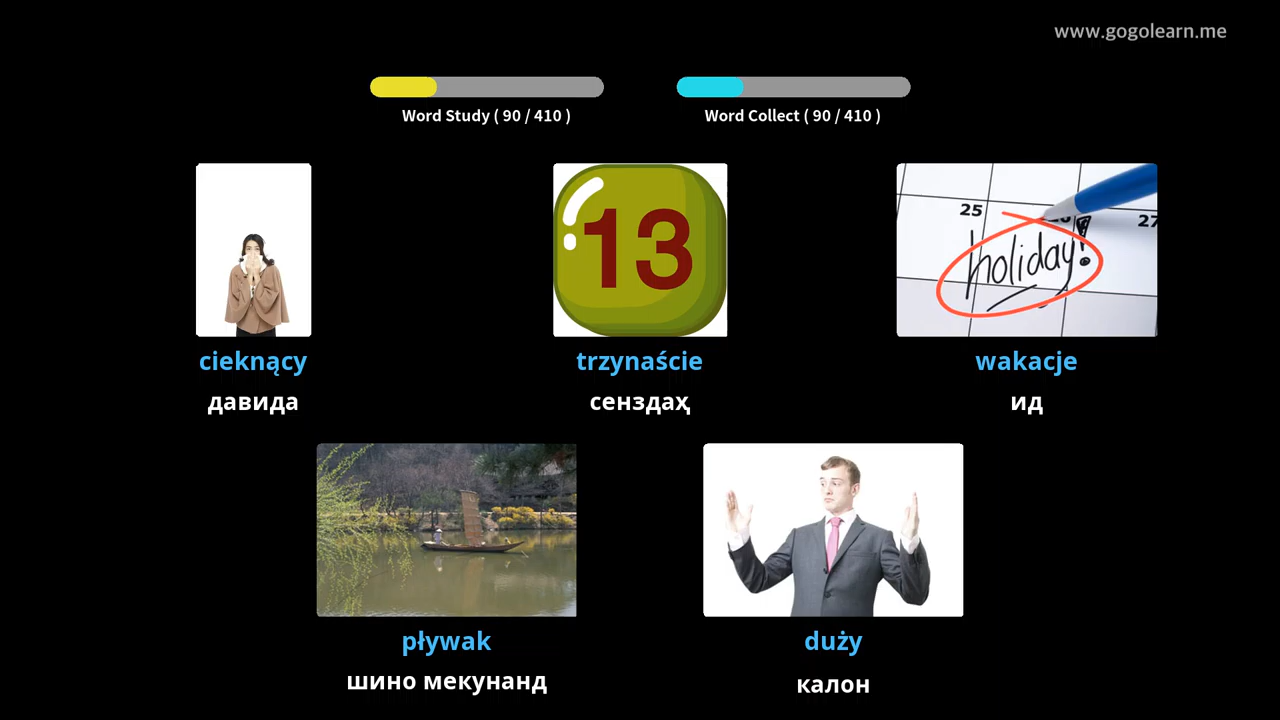 www.gogolearn.me
Word Study ( 90 / 410 )
Word Collect ( 90 / 410 )
13
25
27
holiday!
cieknący
trzynaście
wakacje
давида
сенздаҳ
ид
pływak
duży
шино мекунанд
калон